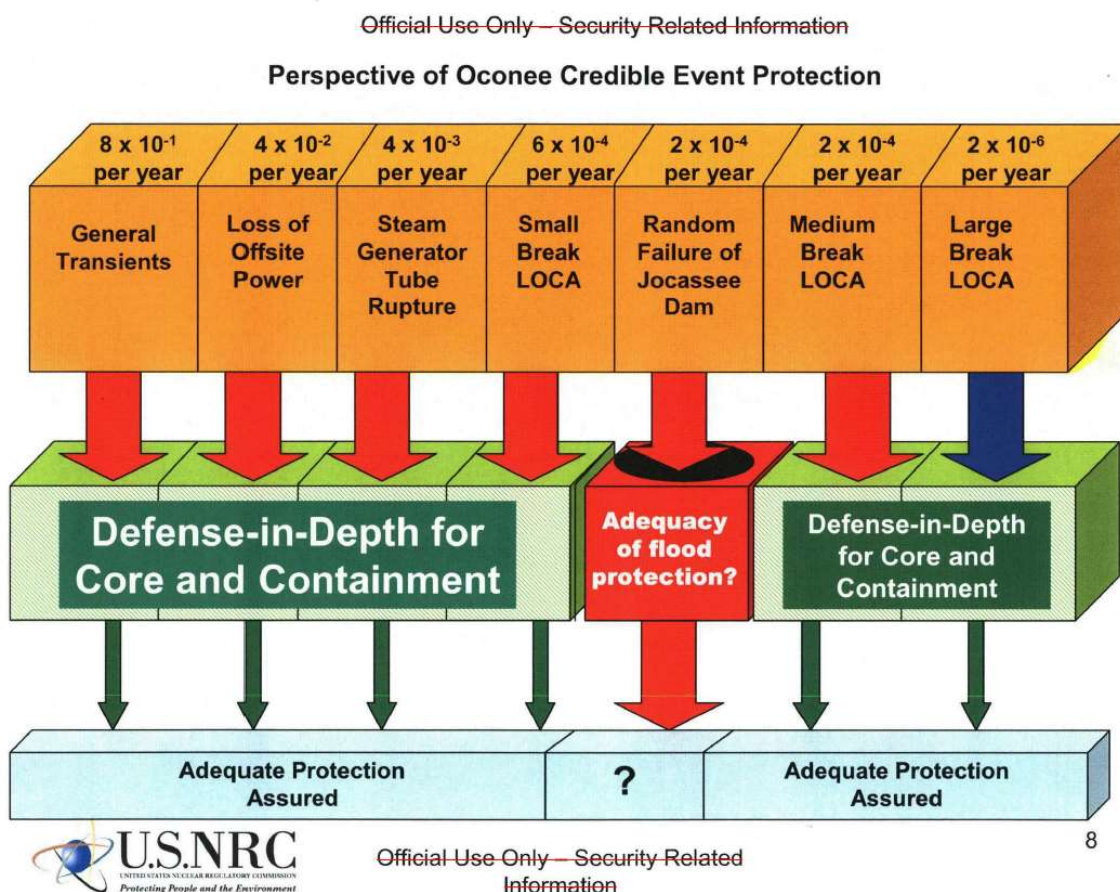 Official Use Only – Security Related Information
Perspective of Oconee Credible Event Protection
8 x 10⁻¹
per year
4 x 10⁻²
per year
4 x 10⁻³
per year
6 x 10⁻⁴
per year
2 x 10⁻⁴
per year
2 x 10⁻⁴
per year
2 x 10⁻⁶
per year
General
Transients
Loss of
Offsite
Power
Steam
Generator
Tube
Rupture
Small
Break
LOCA
Random
Failure of
Jocassee
Dam
Medium
Break
LOCA
Large
Break
LOCA
Defense-in-Depth for
Core and Containment
Adequacy
of flood
protection?
Defense-in-Depth
for Core and
Containment
Adequate Protection
Assured
?
Adequate Protection
Assured
U.S.NRC
UNITED STATES NUCLEAR REGULATORY COMMISSION
Protecting People and the Environment
Official Use Only – Security Related
Information
8